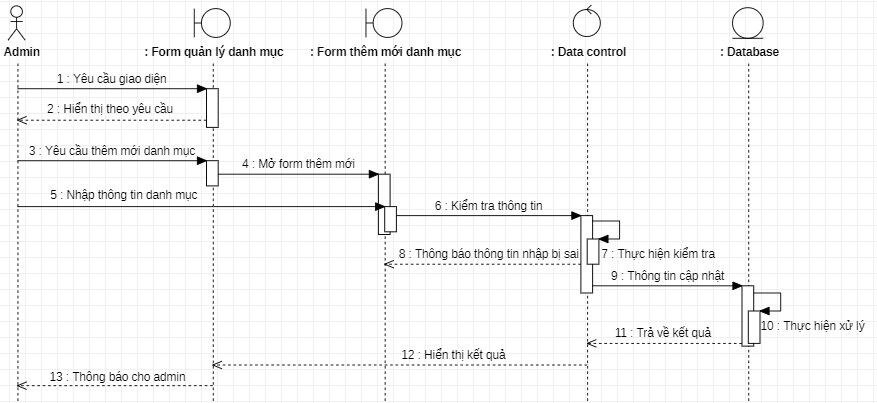 Admin
: Form quản lý danh mục
: Form thêm mới danh mục
: Data control
: Database
1 : Yêu cầu giao diện
2 : Hiển thị theo yêu cầu
3 : Yêu cầu thêm mới danh mục
4 : Mở form thêm mới
5 : Nhập thông tin danh mục
6 : Kiểm tra thông tin
7 : Thực hiện kiểm tra
8 : Thông báo thông tin nhập bị sai
9 : Thông tin cập nhật
10 : Thực hiện xử lý
11 : Trả về kết quả
12 : Hiển thị kết quả
13 : Thông báo cho admin